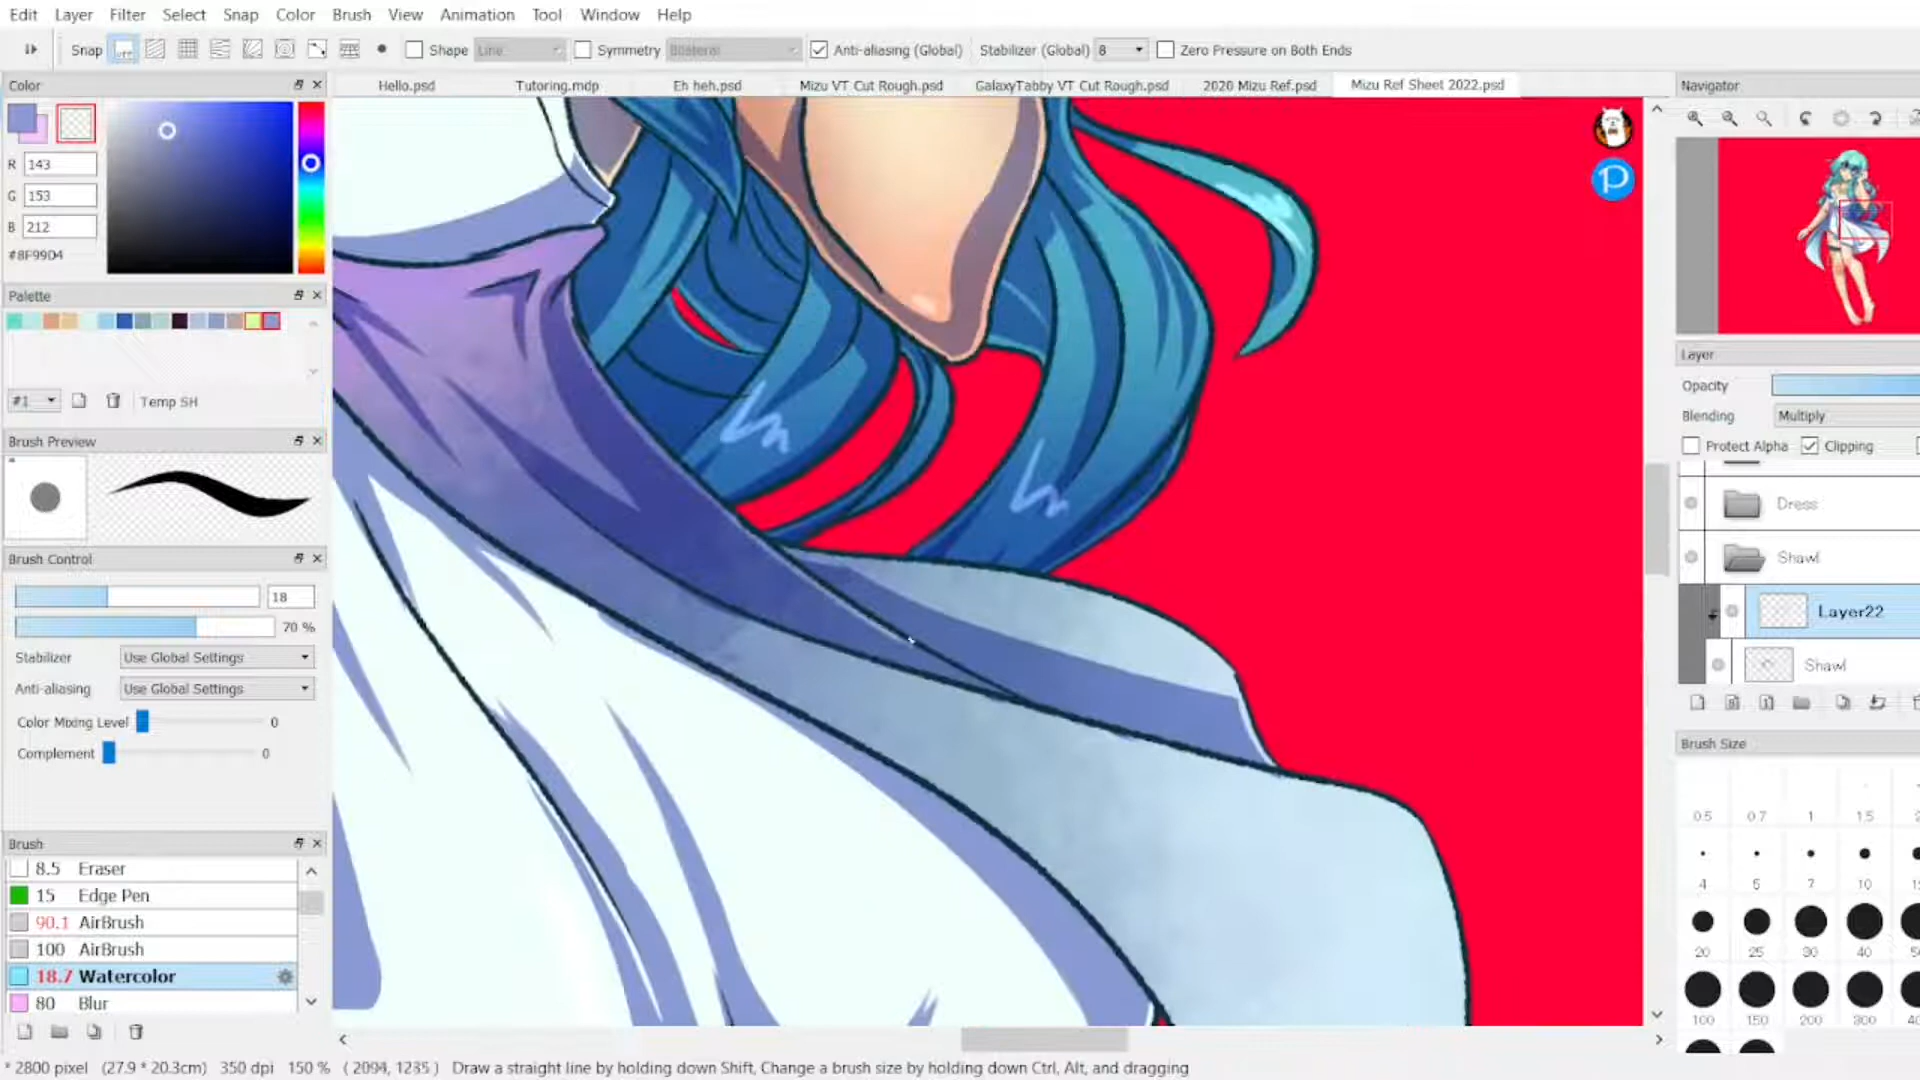 Edit Layer Filter Select Snap Color Brush View Animation Tool Window Help
Snap OFF Shape Line Symmetry Bilateral Anti-aliasing (Global) Stabilizer (Global) 8 Zero Pressure on Both Ends
Color Hello.psd Tutoring.mdp Eh heh.psd Mizu VT Cut Rough.psd GalaxyTabby VT Cut Rough.psd 2020 Mizu Ref.psd Mizu Ref Sheet 2022.psd Navigator
R 143
G 153
B 212
#8F99D4
Palette
#1 Temp SH
Brush Preview
Brush Control
18
70 %
Stabilizer Use Global Settings
Anti-aliasing Use Global Settings
Color Mixing Level 0
Complement 0
Brush
8.5 Eraser
15 Edge Pen
90.1 AirBrush
100 AirBrush
18.7 Watercolor
80 Blur
P
Layer
Opacity
Blending Multiply
Protect Alpha Clipping
Dress
Shawl
Layer22
Shawl
Brush Size
0.5 0.7 1 1.5
4 5 7 10
20 25 30 40
100 150 200 300
* 2800 pixel (27.9 * 20.3cm) 350 dpi 150 % ( 2094, 1235 ) Draw a straight line by holding down Shift, Change a brush size by holding down Ctrl, Alt, and dragging